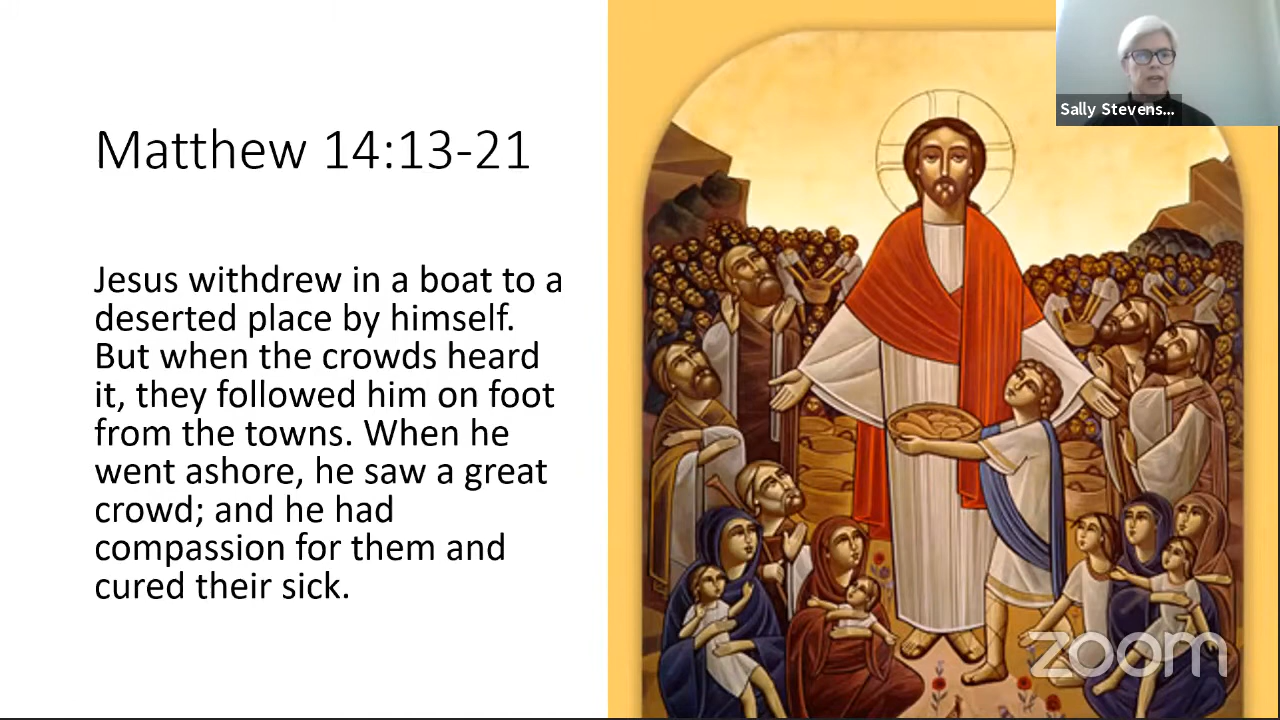 Matthew 14:13-21
Jesus withdrew in a boat to a
deserted place by himself.
But when the crowds heard
it, they followed him on foot
from the towns. When he
went ashore, he saw a great
crowd; and he had
compassion for them and
cured their sick.
Sally Stevens...
zoom